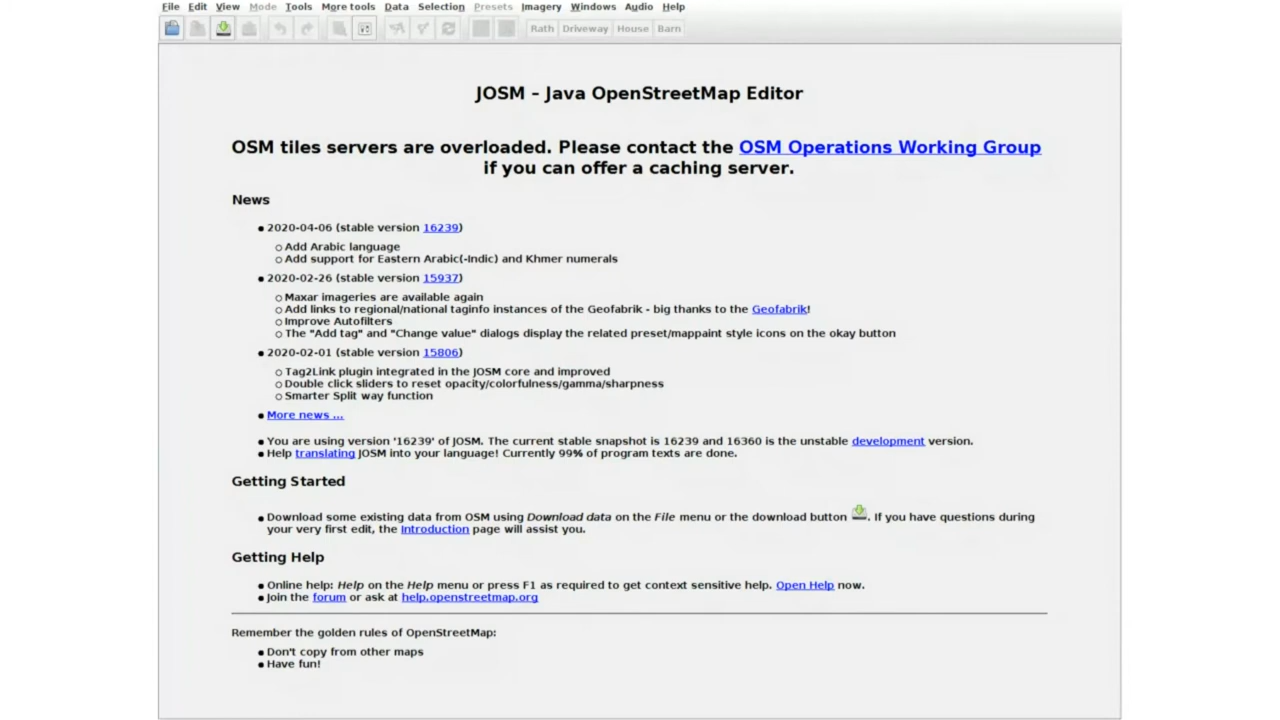 File Edit View Mode Tools More tools Data Selection Presets Imagery Windows Audio Help
Rath Driveway House Barn
JOSM – Java OpenStreetMap Editor
OSM tiles servers are overloaded. Please contact the OSM Operations Working Group
if you can offer a caching server.
News
2020-04-06 (stable version 16239)
Add Arabic language
Add support for Eastern Arabic(-Indic) and Khmer numerals
2020-02-26 (stable version 15937)
Maxar imageries are available again
Add links to regional/national taginfo instances of the Geofabrik - big thanks to the Geofabrik!
Improve Autofilters
The "Add tag" and "Change value" dialogs display the related preset/mappaint style icons on the okay button
2020-02-01 (stable version 15806)
Tag2Link plugin integrated in the JOSM core and improved
Double click sliders to reset opacity/colorfulness/gamma/sharpness
Smarter Split way function
More news ...
You are using version '16239' of JOSM. The current stable snapshot is 16239 and 16360 is the unstable development version.
Help translating JOSM into your language! Currently 99% of program texts are done.
Getting Started
Download some existing data from OSM using Download data on the File menu or the download button . If you have questions during
your very first edit, the Introduction page will assist you.
Getting Help
Online help: Help on the Help menu or press F1 as required to get context sensitive help. Open Help now.
Join the forum or ask at help.openstreetmap.org
Remember the golden rules of OpenStreetMap:
Don't copy from other maps
Have fun!